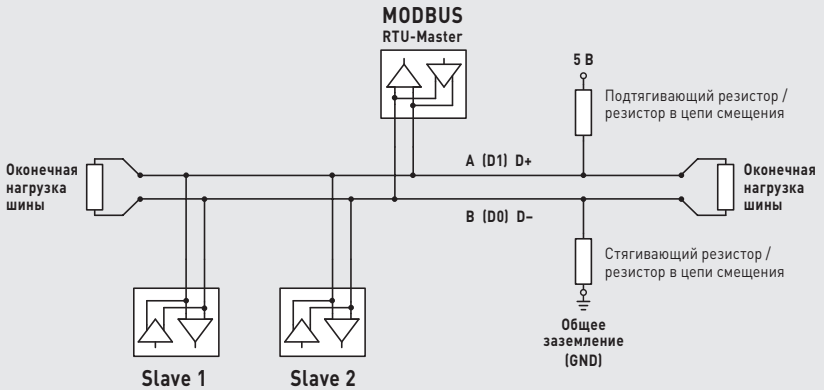 MODBUS
RTU-Master
5 В
Подтягивающий резистор /
резистор в цепи смещения
A (D1) D+
Оконечная
нагрузка
шины
Оконечная
нагрузка
шины
B (D0) D–
Стягивающий резистор /
резистор в цепи смещения
Общее
заземление
(GND)
Slave 1
Slave 2